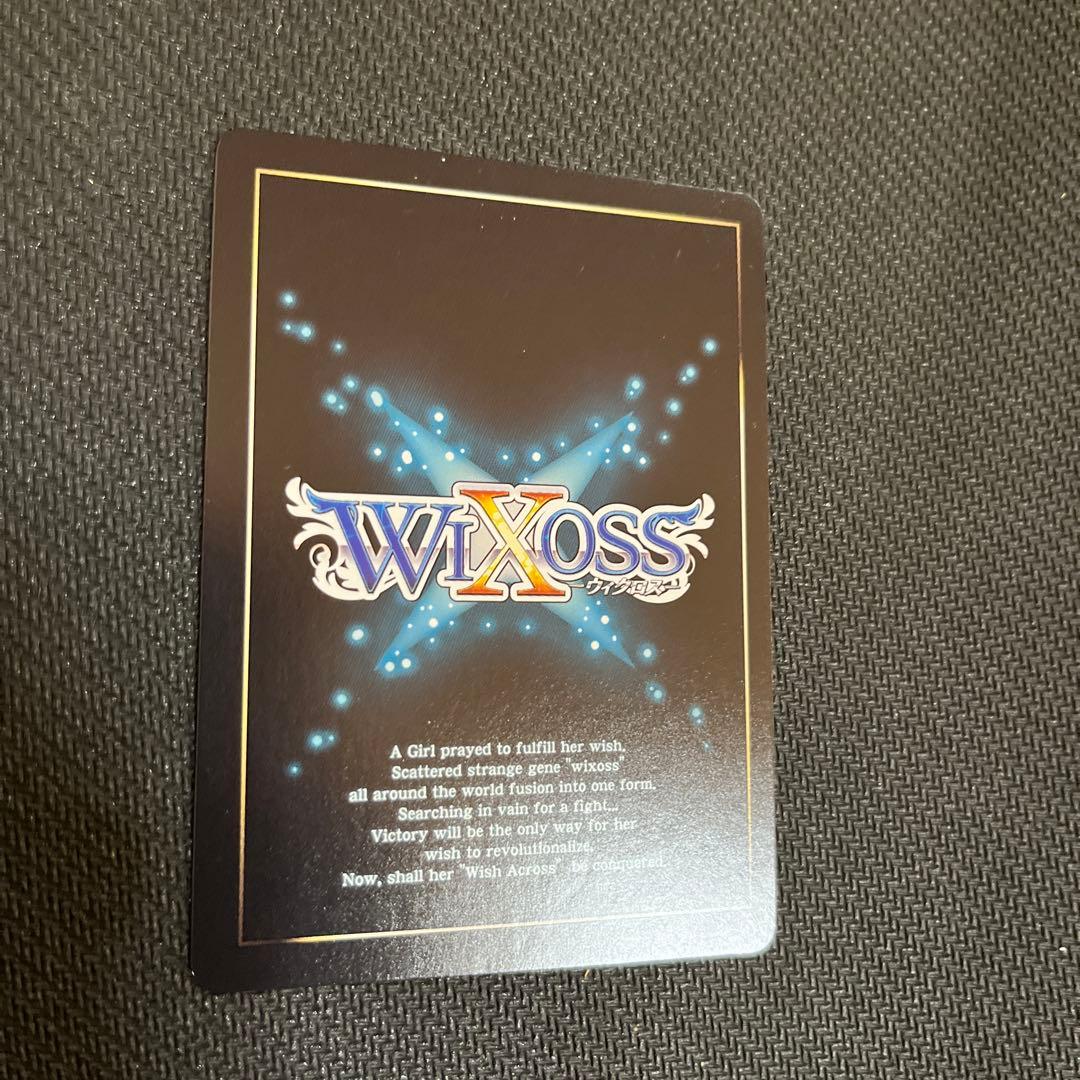 WIXOSS
ーウィクロスー
A Girl prayed to fulfill her wish.
Scattered strange gene "wixoss"
all around the world fusion into one form.
Searching in vain for a fight...
Victory will be the only way for her
wish to revolutionalize.
Now, shall her "Wish Across" be conquered.